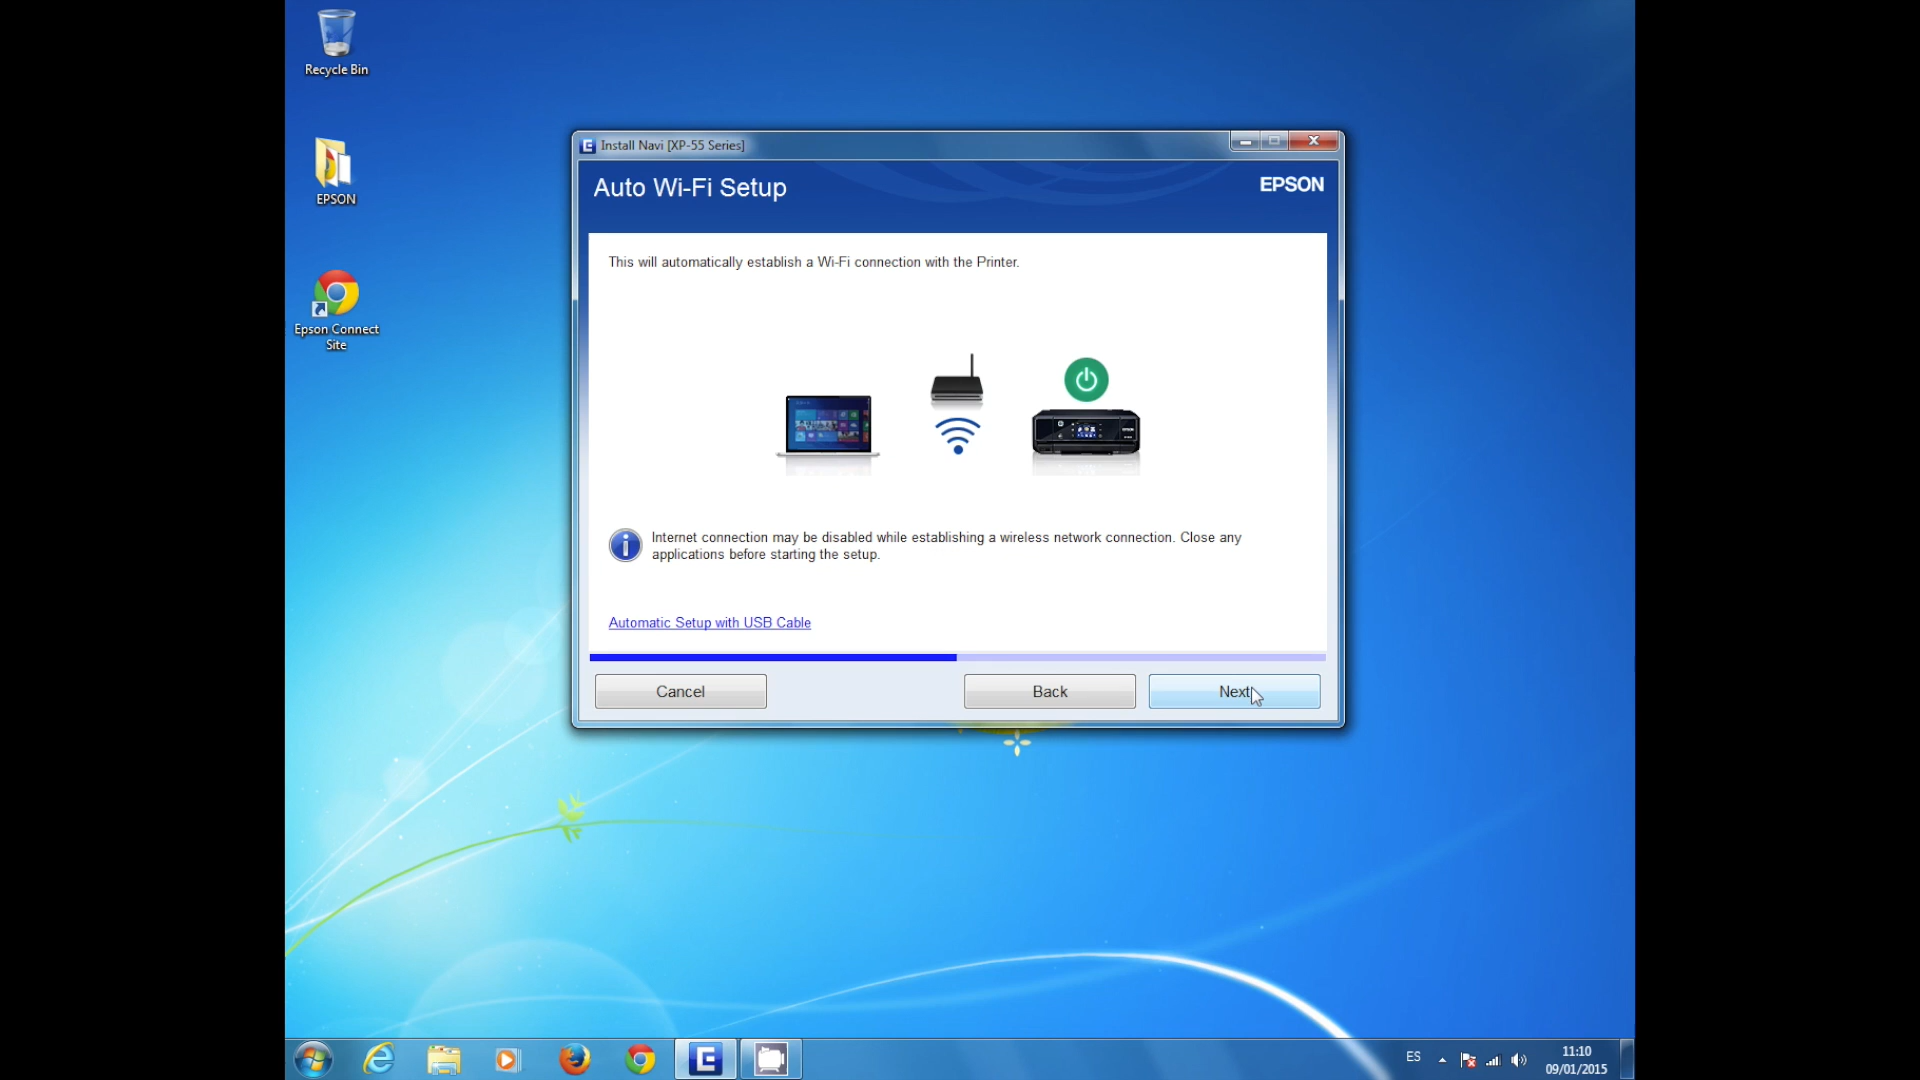 Recycle Bin
EPSON
Epson Connect
Site
Install Navi [XP-55 Series]
Auto Wi-Fi Setup
EPSON
This will automatically establish a Wi-Fi connection with the Printer.
Internet connection may be disabled while establishing a wireless network connection. Close any
applications before starting the setup.
Automatic Setup with USB Cable
Cancel
Back
Next
ES
11:10
09/01/2015